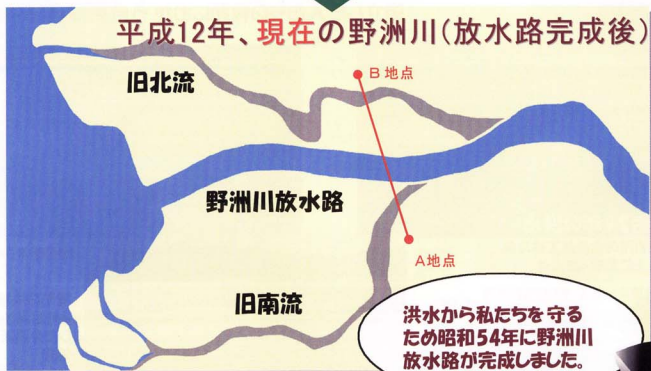 平成12年、現在の野洲川(放水路完成後)
旧北流
B 地点
野洲川放水路
A地点
旧南流
洪水から私たちを守る
ため昭和54年に野洲川
放水路が完成しました。